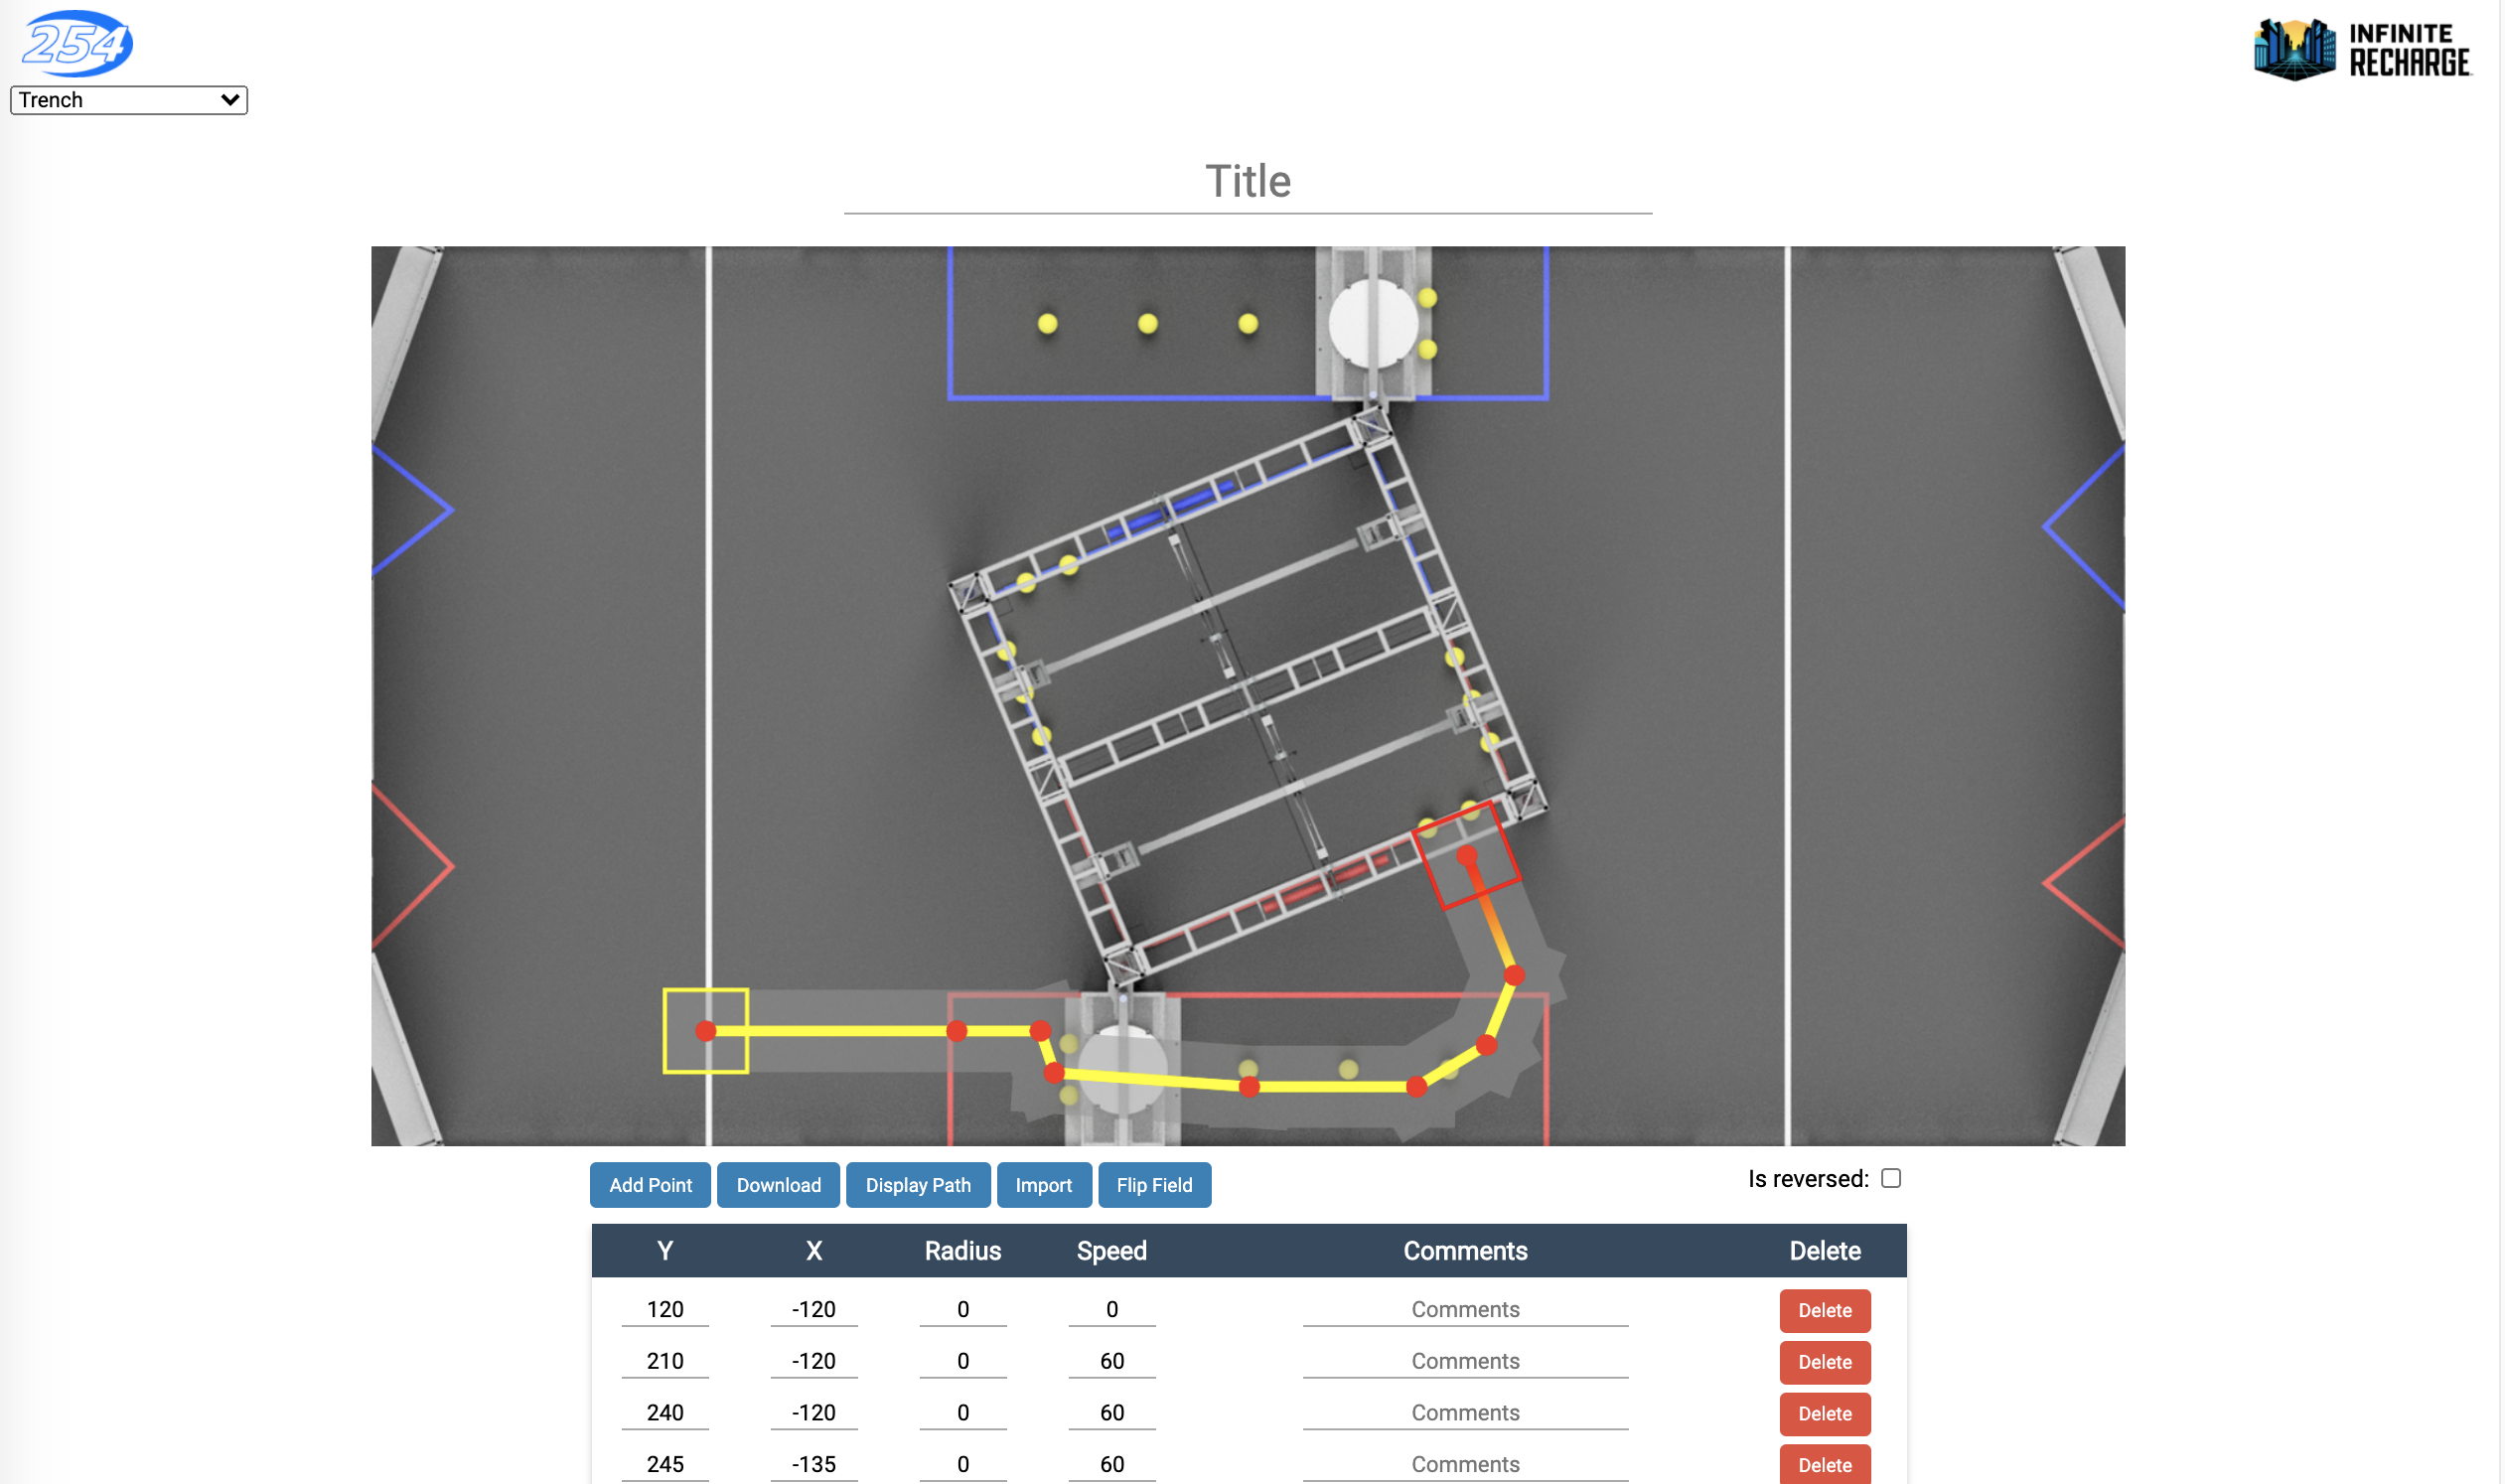 254
INFINITE
RECHARGE
Trench
Title
Add Point Download Display Path Import Flip Field Is reversed:
Y X Radius Speed Comments Delete
120 -120 0 0 Comments Delete
210 -120 0 60 Comments Delete
240 -120 0 60 Comments Delete
245 -135 0 60 Comments Delete